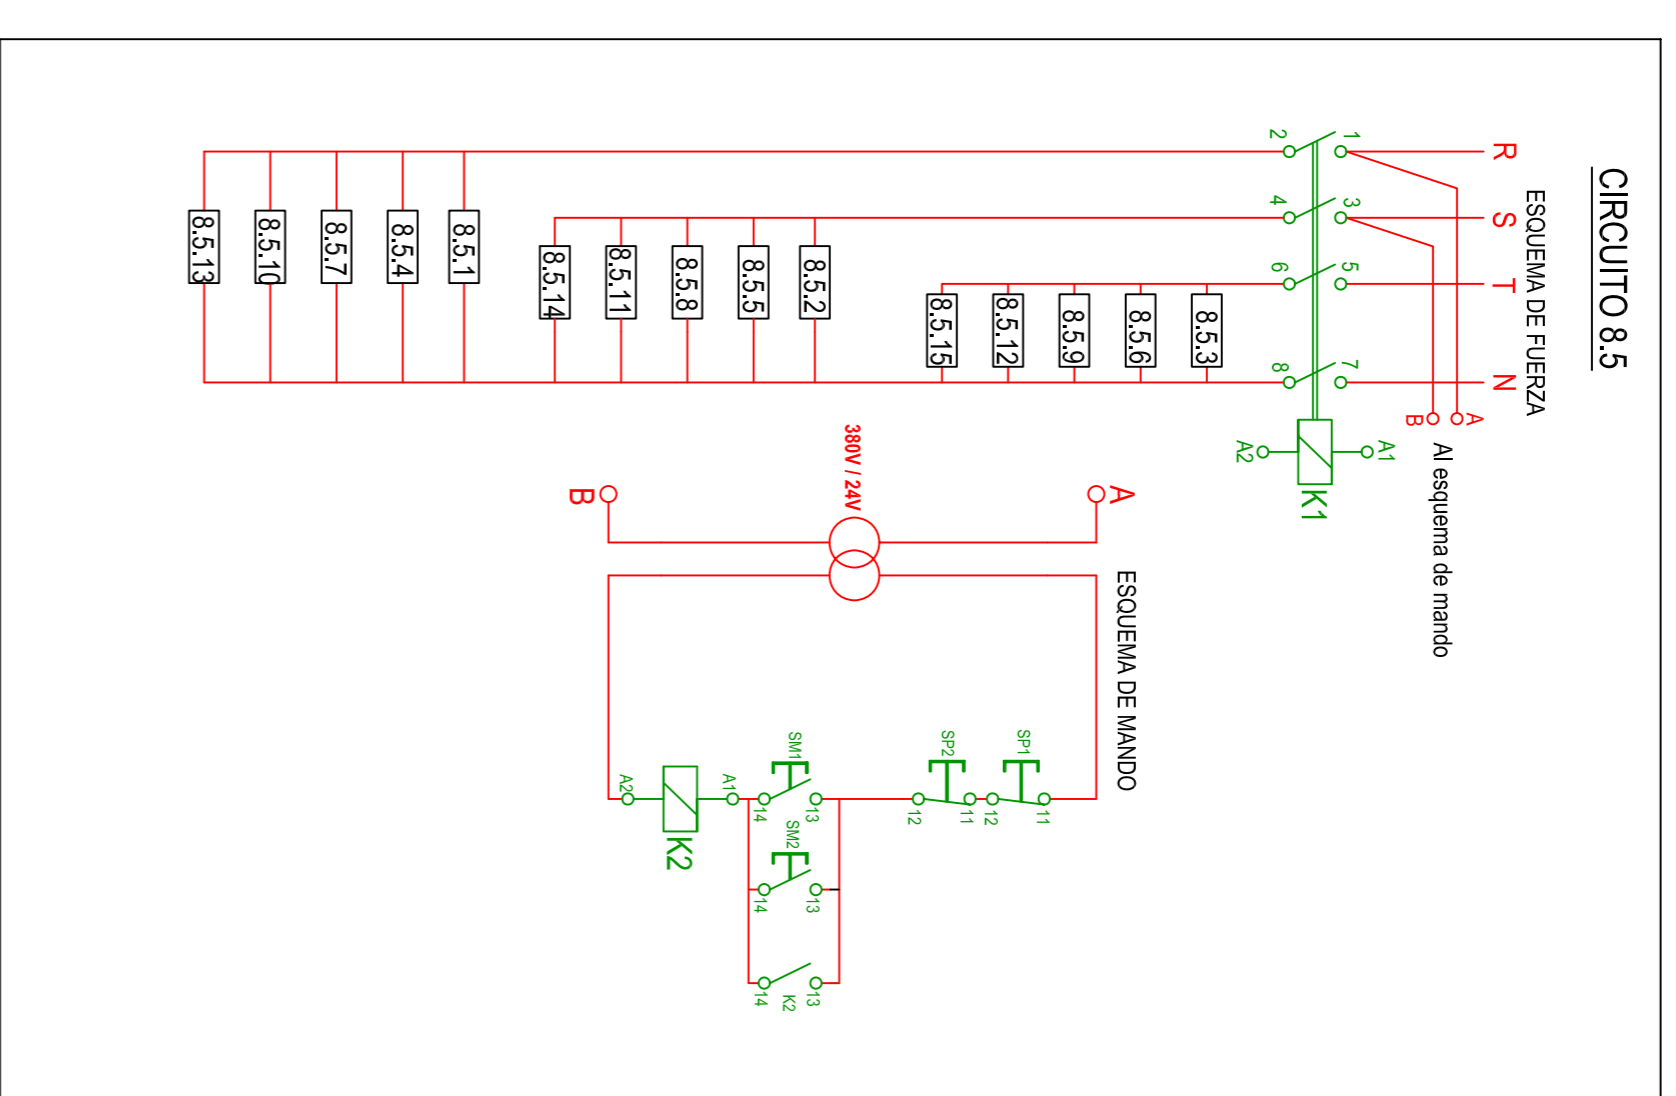 CIRCUITO 8.5
ESQUEMA DE FUERZA
R
S
T
N
1
3
5
7
2
4
6
8
A
B
Al esquema de mando
A1
A2
K1
8.5.3
8.5.6
8.5.9
8.5.12
8.5.15
8.5.2
8.5.5
8.5.8
8.5.11
8.5.14
8.5.1
8.5.4
8.5.7
8.5.10
8.5.13
ESQUEMA DE MANDO
A
380V / 24V
B
SP1
11
12
SP2
11
12
SM1
13
14
SM2
13
14
K2
13
14
A1
A2
K2